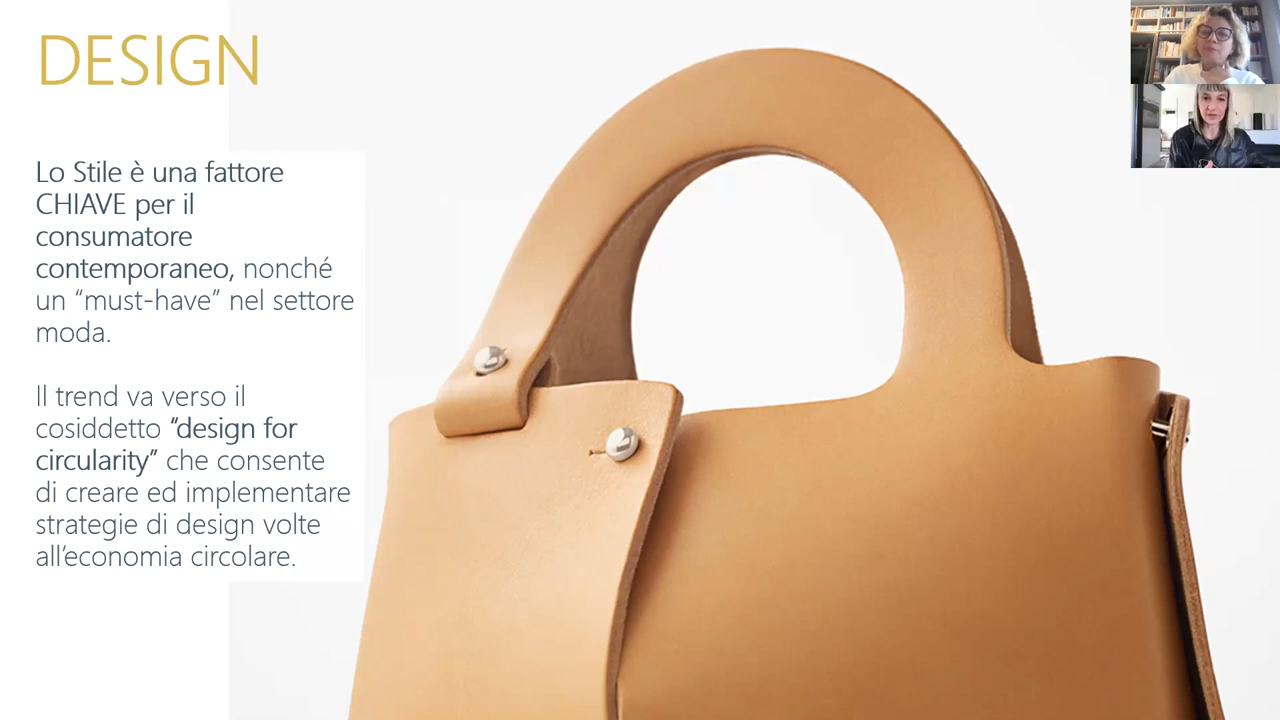 DESIGN
Lo Stile è una fattore
CHIAVE per il
consumatore
contemporaneo, nonché
un “must-have” nel settore
moda.
Il trend va verso il
cosiddetto “design for
circularity” che consente
di creare ed implementare
strategie di design volte
all’economia circolare.